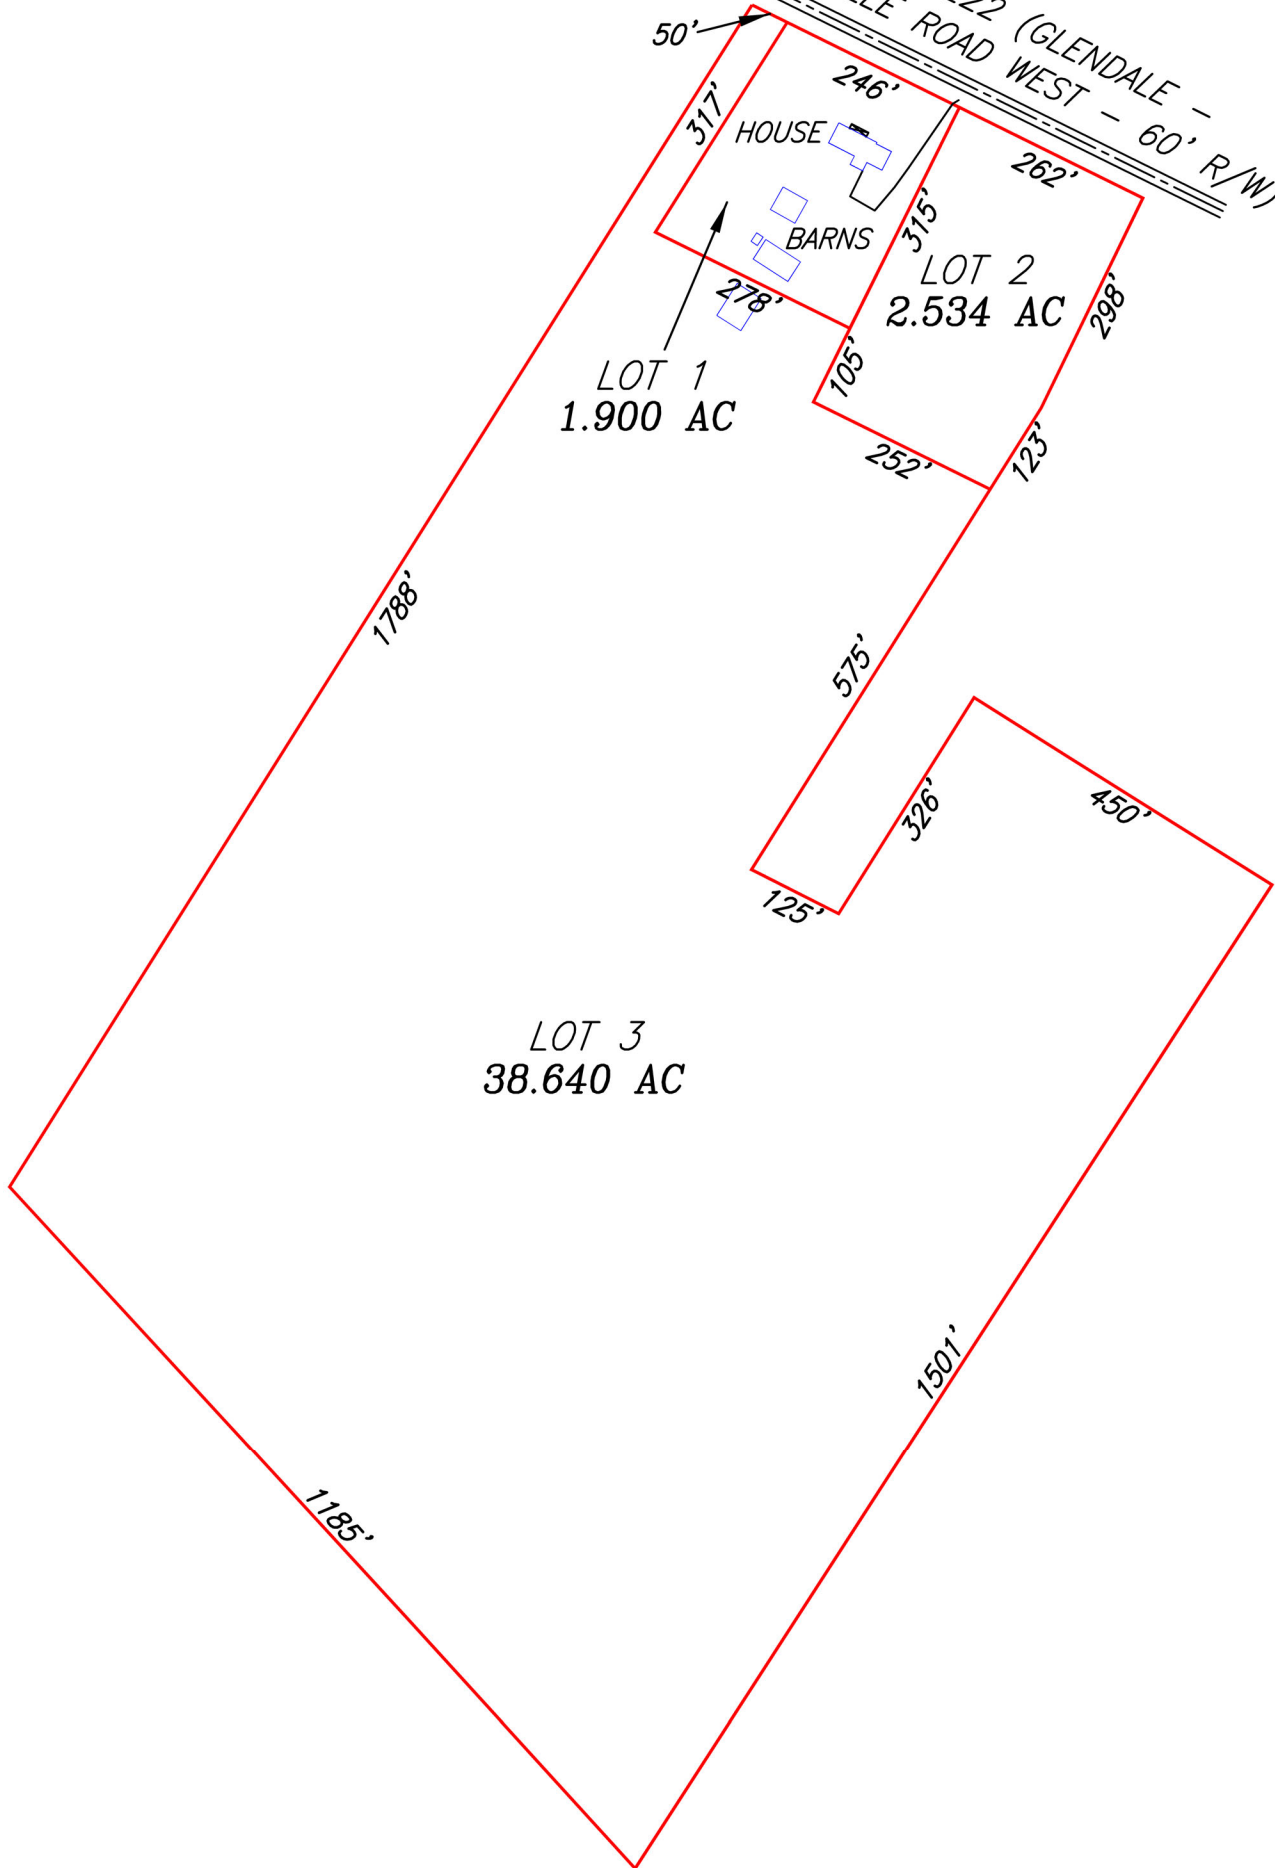 222 (GLENDALE –
ROAD WEST – 60' R/W)
50'
246'
317'
HOUSE
262'
315'
BARNS
LOT 2
2.534 AC
298'
278'
105'
LOT 1
1.900 AC
252'
123'
1788'
575'
326'
450'
125'
LOT 3
38.640 AC
1501'
1185'